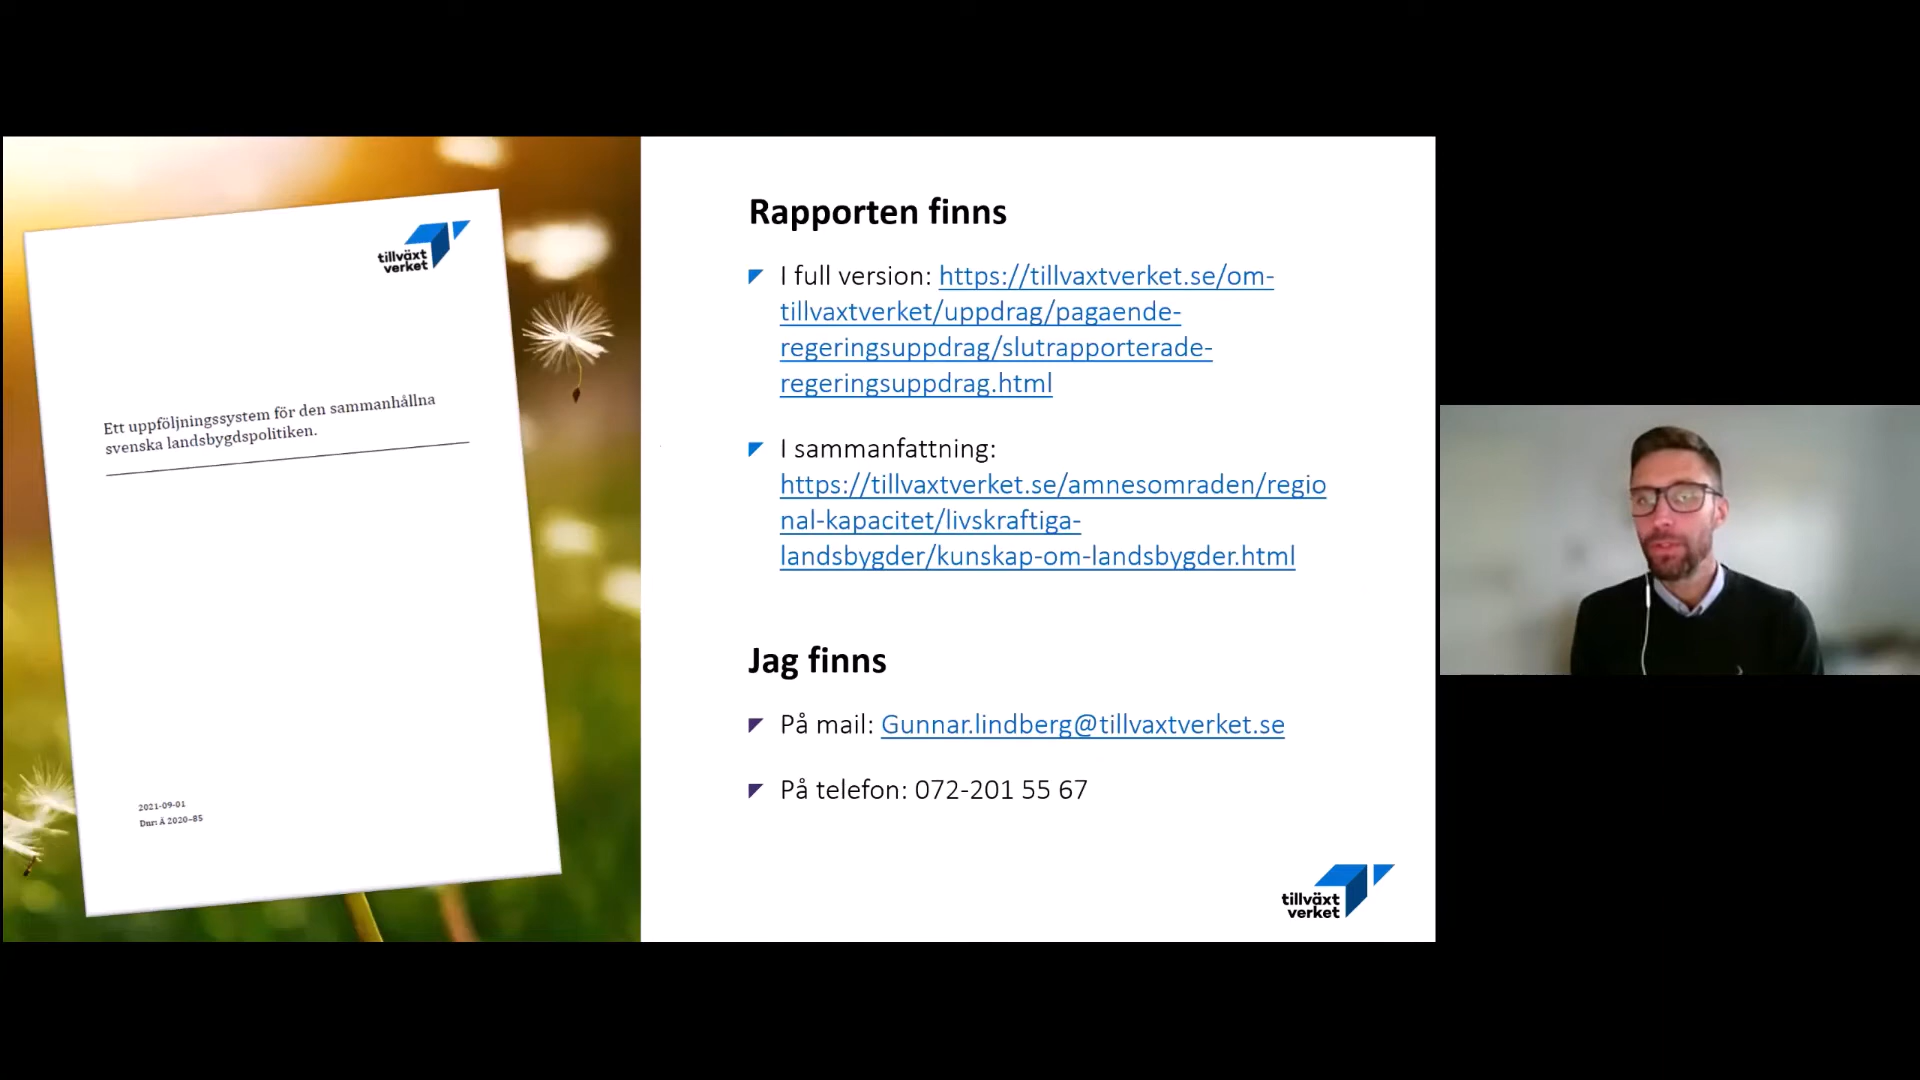 tillväxt
verket
Ett uppföljningssystem för den sammanhållna
svenska landsbygdspolitiken.
2021-09-01
Dnr: Ä 2020-85
Rapporten finns
I full version: https://tillvaxtverket.se/om-
tillvaxtverket/uppdrag/pagaende-
regeringsuppdrag/slutrapporterade-
regeringsuppdrag.html
I sammanfattning:
https://tillvaxtverket.se/amnesomraden/regio
nal-kapacitet/livskraftiga-
landsbygder/kunskap-om-landsbygder.html
Jag finns
På mail: Gunnar.lindberg@tillvaxtverket.se
På telefon: 072-201 55 67
tillväxt
verket